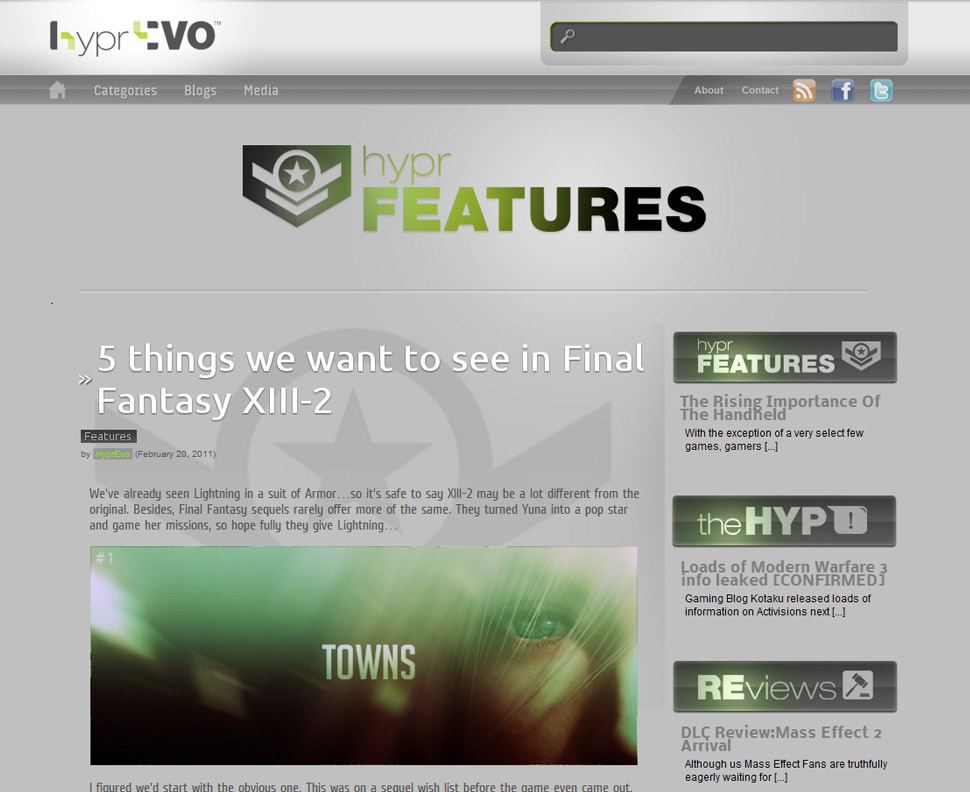 hyprEVO™
Categories Blogs Media
About Contact
hypr
FEATURES
.
5 things we want to see in Final
» Fantasy XIII-2
Features
by HyprEvo (February 20, 2011)
We've already seen Lightning in a suit of Armor…so it's safe to say XIII-2 may be a lot different from the
original. Besides, Final Fantasy sequels rarely offer more of the same. They turned Yuna into a pop star
and game her missions, so hope fully they give Lightning…
#1
TOWNS
I figured we'd start with the obvious one. This was on a sequel wish list before the game even came out.
hypr
FEATURES
The Rising Importance Of
The Handheld
With the exception of a very select few
games, gamers [...]
theHYP!
Loads of Modern Warfare 3
info leaked [CONFIRMED]
Gaming Blog Kotaku released loads of
information on Activisions next [...]
REviews
DLC Review:Mass Effect 2
Arrival
Although us Mass Effect Fans are truthfully
eagerly waiting for [...]